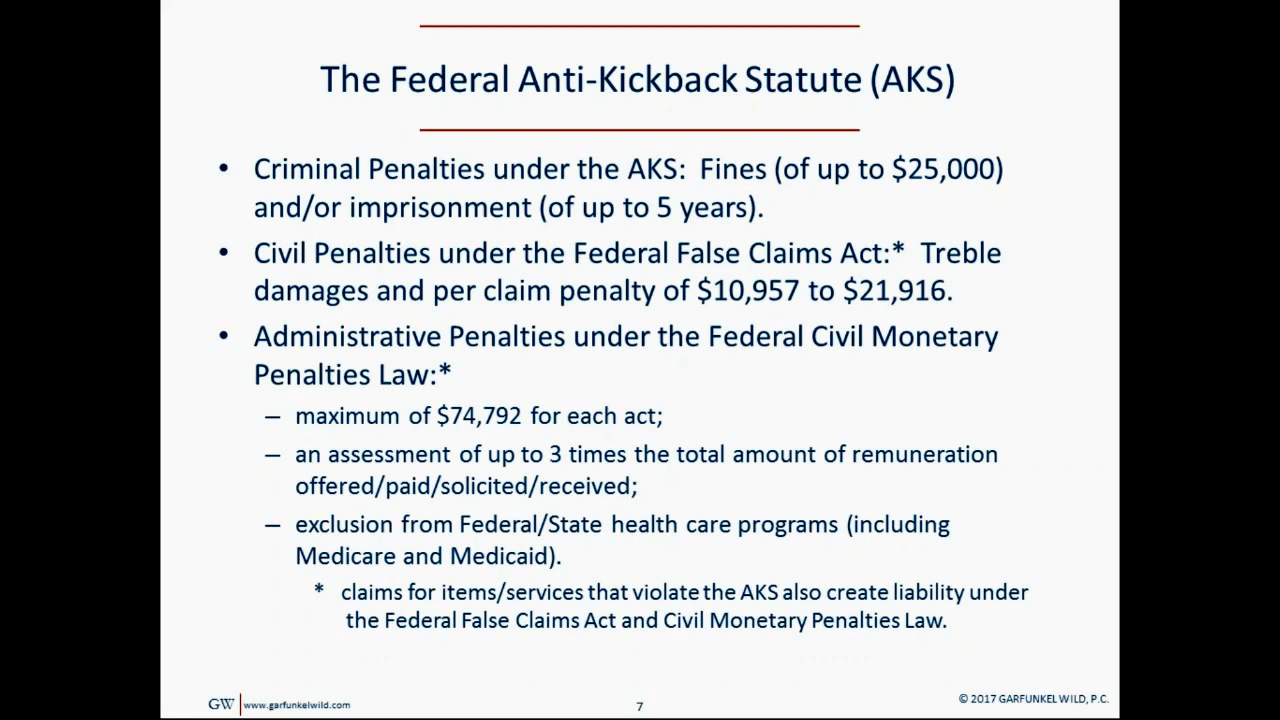 The Federal Anti-Kickback Statute (AKS)
• Criminal Penalties under the AKS: Fines (of up to $25,000)
and/or imprisonment (of up to 5 years).
• Civil Penalties under the Federal False Claims Act:* Treble
damages and per claim penalty of $10,957 to $21,916.
• Administrative Penalties under the Federal Civil Monetary
Penalties Law:*
– maximum of $74,792 for each act;
– an assessment of up to 3 times the total amount of remuneration
offered/paid/solicited/received;
– exclusion from Federal/State health care programs (including
Medicare and Medicaid).
* claims for items/services that violate the AKS also create liability under
the Federal False Claims Act and Civil Monetary Penalties Law.
GW www.garfunkelwild.com
7
© 2017 GARFUNKEL WILD, P.C.